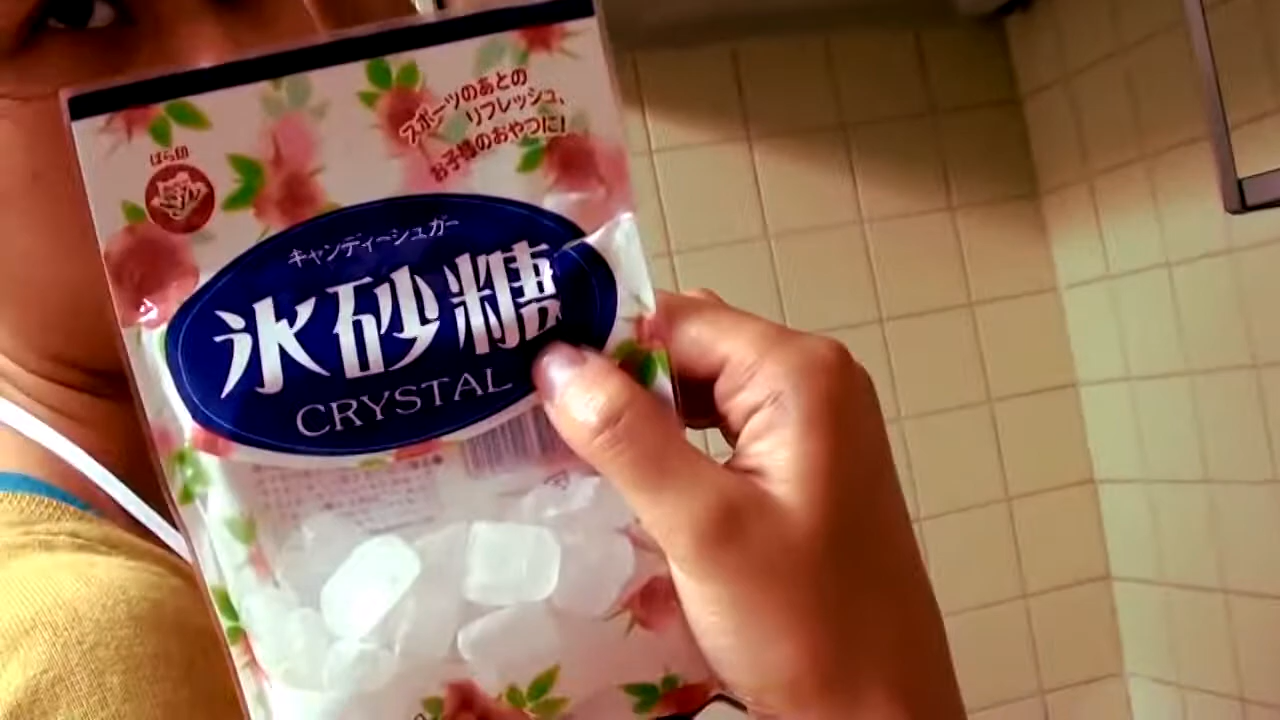 スポーツのあとの
リフレッシュ、
お子様のおやつに!
ばら印
キャンディーシュガー
氷砂糖
CRYSTAL